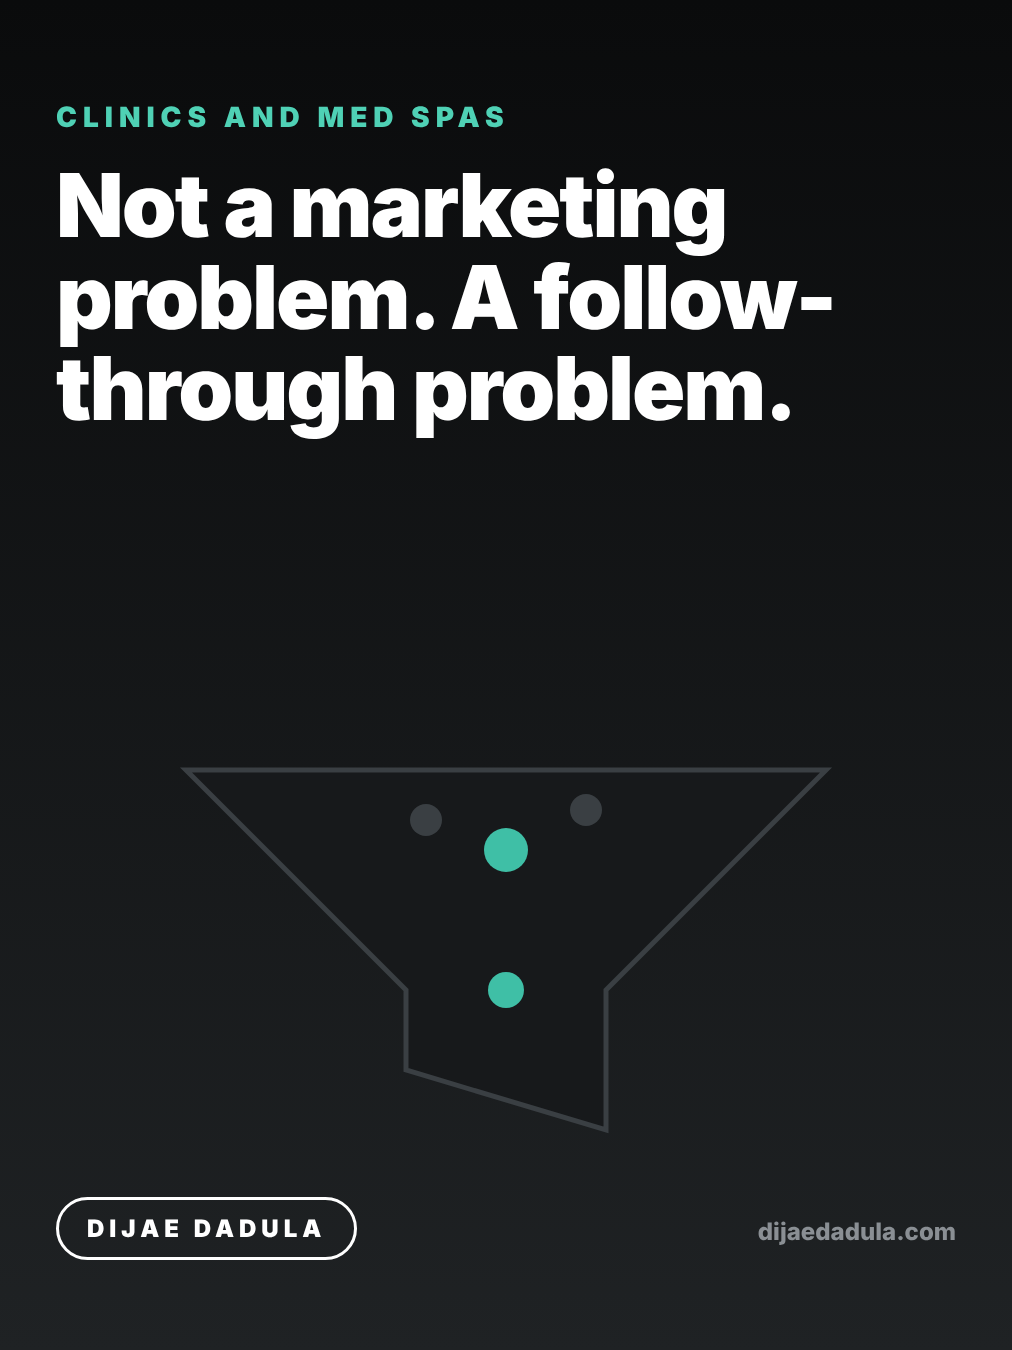 CLINICS AND MED SPAS
Not a marketing
problem. A follow-
through problem.
DIJAE DADULA
dijaedadula.com